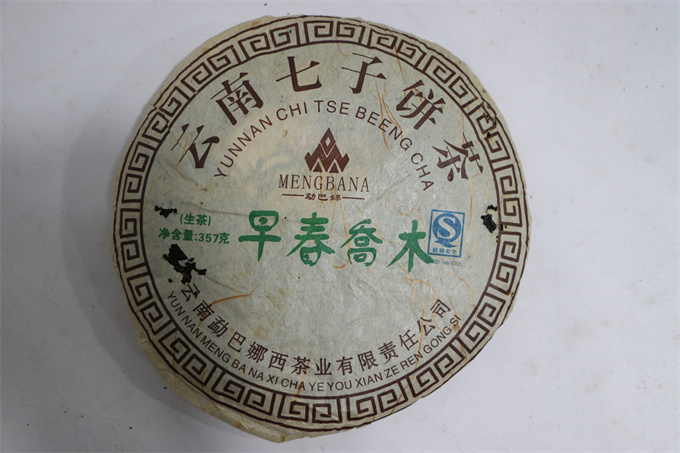 云南七子饼茶
YUNNAN CHI TSE BEENG CHA
MENGBANA
勐巴娜
(生茶)
净含量:357克
早春喬木
云南勐巴娜西茶业有限责任公司
YUN NAN MENG BA NA XI CHA YE YOU XIAN ZE REN GONG SI